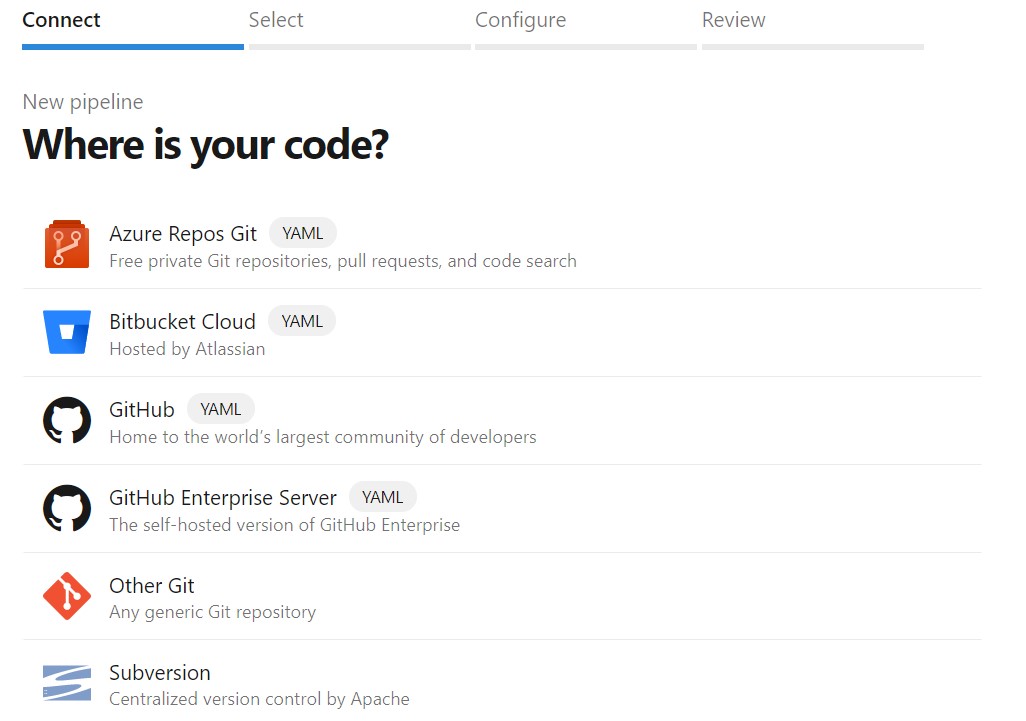 Connect Select Configure Review
New pipeline
Where is your code?
Azure Repos Git YAML
Free private Git repositories, pull requests, and code search
Bitbucket Cloud YAML
Hosted by Atlassian
GitHub YAML
Home to the world’s largest community of developers
GitHub Enterprise Server YAML
The self-hosted version of GitHub Enterprise
Other Git
Any generic Git repository
Subversion
Centralized version control by Apache